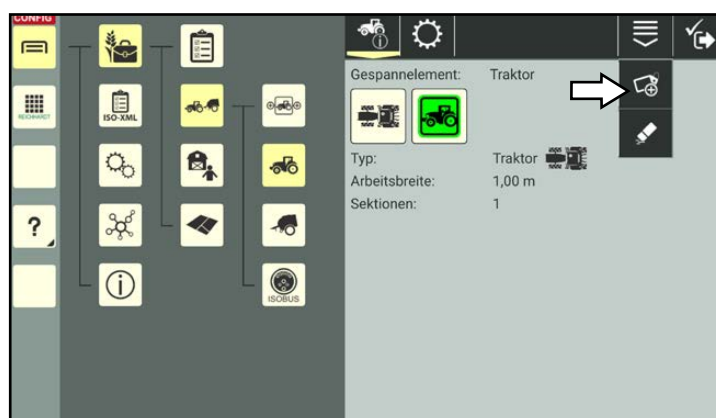 CONFIG
REICHHARDT
ISO-XML
?
ISOBUS
Gespannelement: Traktor
Typ: Traktor
Arbeitsbreite: 1,00 m
Sektionen: 1